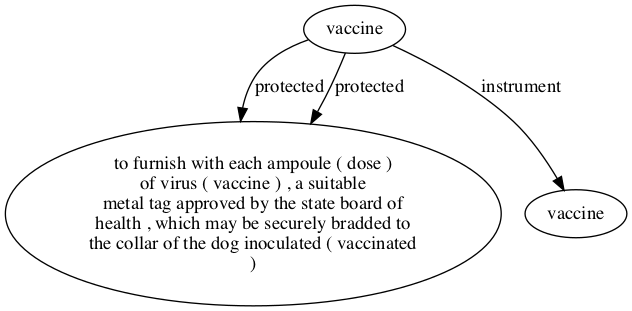 vaccine
protected
protected
instrument
to furnish with each ampoule ( dose )
of virus ( vaccine ) , a suitable
metal tag approved by the state board of
health , which may be securely bradded to
the collar of the dog inoculated ( vaccinated
)
vaccine